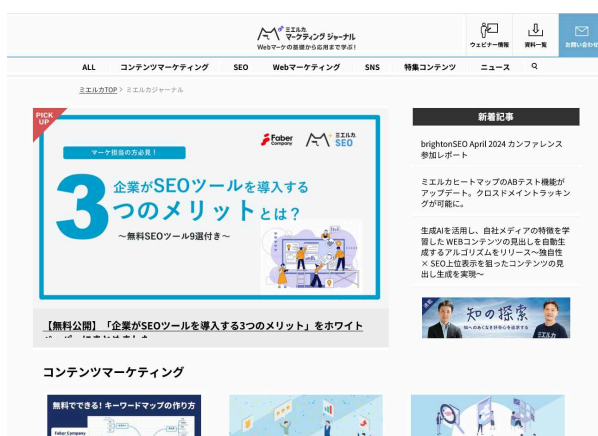 ミエルカ
マーケティング ジャーナル
Webマーケの基礎から応用まで学ぶ!
ウェビナー情報
資料一覧
お問い合わせ
ALL
コンテンツマーケティング
SEO
Webマーケティング
SNS
特集コンテンツ
ニュース
ミエルカTOP > ミエルカジャーナル
PICK
UP
マーケ担当の方必見!
Faber
Company
ミエルカ
SEO
3
企業がSEOツールを導入する
つのメリットとは?
~無料SEOツール9選付き~
【無料公開】「企業がSEOツールを導入する3つのメリット」をホワイト
新着記事
brightonSEO April 2024 カンファレンス
参加レポート
ミエルカヒートマップのABテスト機能が
アップデート。クロスドメイントラッキン
グが可能に。
生成AIを活用し、自社メディアの特徴を学
習した WEBコンテンツの見出しを自動生
成するアルゴリズムをリリース~独自性
× SEO上位表示を狙ったコンテンツの見
出し生成を実現~
連載
知の探索
ミエルカ
コンテンツマーケティング
無料でできる! キーワードマップの作り方
Faber Company